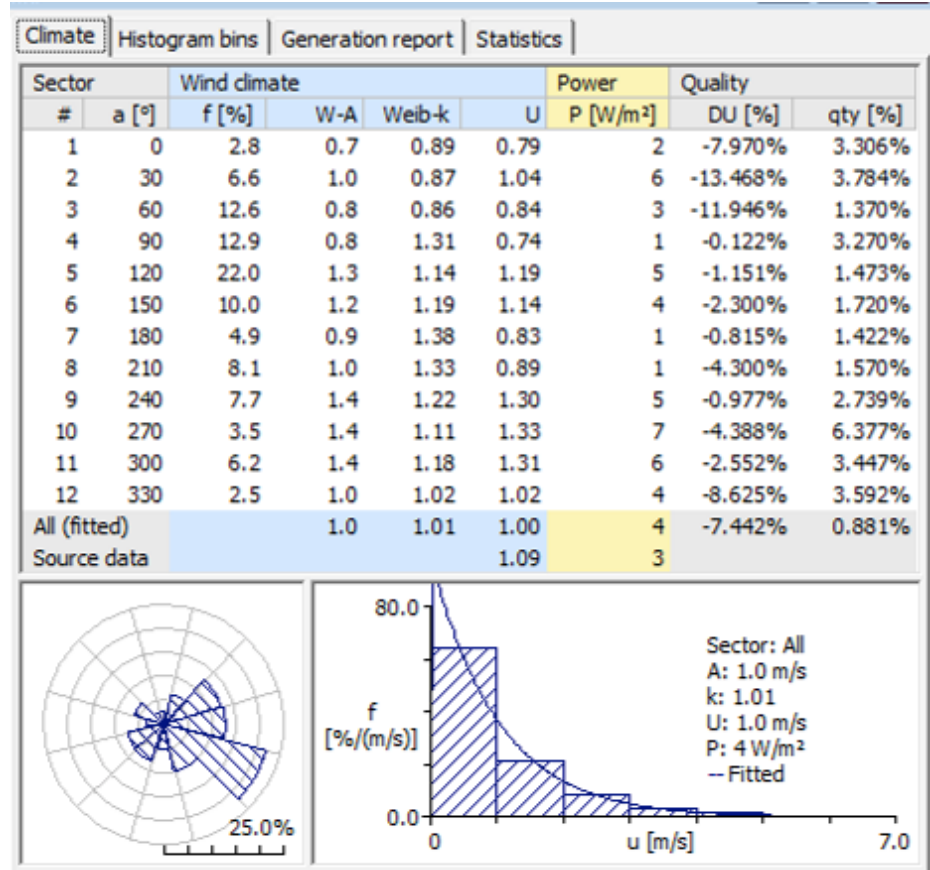 Climate Histogram bins Generation report Statistics
Sector Wind climate Power Quality
# a [°] f [%] W-A Weib-k U P [W/m²] DU [%] qty [%]
1 0 2.8 0.7 0.89 0.79 2 -7.970% 3.306%
2 30 6.6 1.0 0.87 1.04 6 -13.468% 3.784%
3 60 12.6 0.8 0.86 0.84 3 -11.946% 1.370%
4 90 12.9 0.8 1.31 0.74 1 -0.122% 3.270%
5 120 22.0 1.3 1.14 1.19 5 -1.151% 1.473%
6 150 10.0 1.2 1.19 1.14 4 -2.300% 1.720%
7 180 4.9 0.9 1.38 0.83 1 -0.815% 1.422%
8 210 8.1 1.0 1.33 0.89 1 -4.300% 1.570%
9 240 7.7 1.4 1.22 1.30 5 -0.977% 2.739%
10 270 3.5 1.4 1.11 1.33 7 -4.388% 6.377%
11 300 6.2 1.4 1.18 1.31 6 -2.552% 3.447%
12 330 2.5 1.0 1.02 1.02 4 -8.625% 3.592%
All (fitted) 1.0 1.01 1.00 4 -7.442% 0.881%
Source data 1.09 3
25.0%
80.0
f
[%/(m/s)]
0.0
0 u [m/s] 7.0
Sector: All
A: 1.0 m/s
k: 1.01
U: 1.0 m/s
P: 4 W/m²
-- Fitted